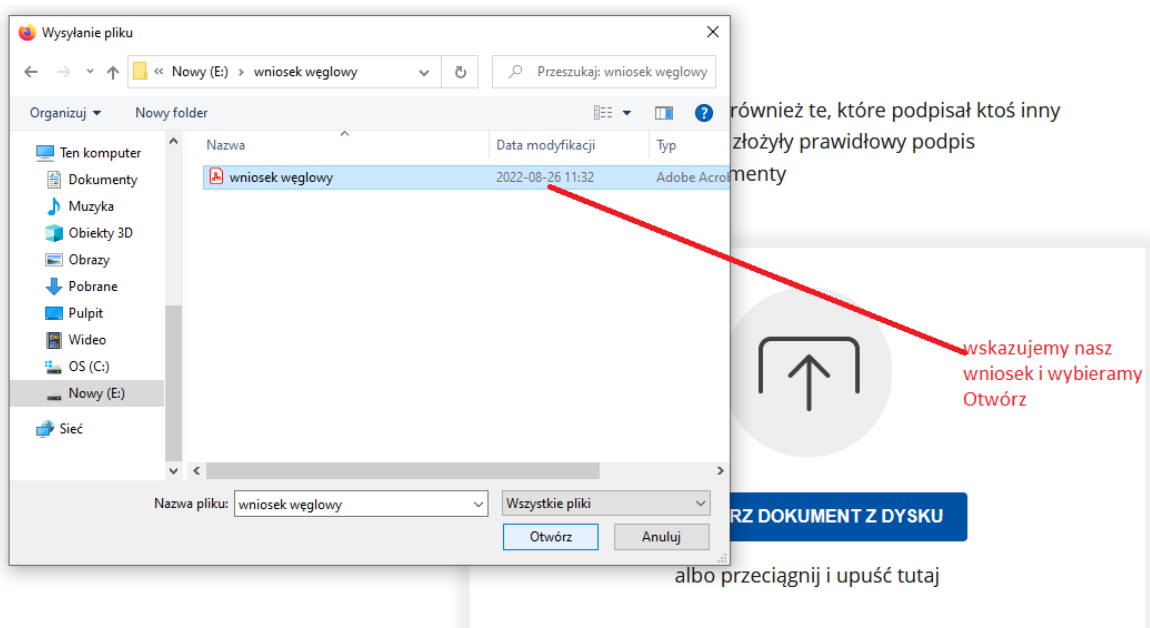 Wysyłanie pliku
« Nowy (E:) › wniosek węglowy
Przeszukaj: wniosek węglowy
Organizuj
Nowy folder
?
Nazwa
Data modyfikacji
Typ
wniosek węglowy
2022-08-26 11:32
Adobe Acro
Ten komputer
Dokumenty
Muzyka
Obiekty 3D
Obrazy
Pobrane
Pulpit
Wideo
OS (C:)
Nowy (E:)
Sieć
Nazwa pliku:
wniosek węglowy
Wszystkie pliki
Otwórz
Anuluj
również te, które podpisał ktoś inny
złożyły prawidłowy podpis
menty
wskazujemy nasz
wniosek i wybieramy
Otwórz
RZ DOKUMENT Z DYSKU
albo przeciągnij i upuść tutaj